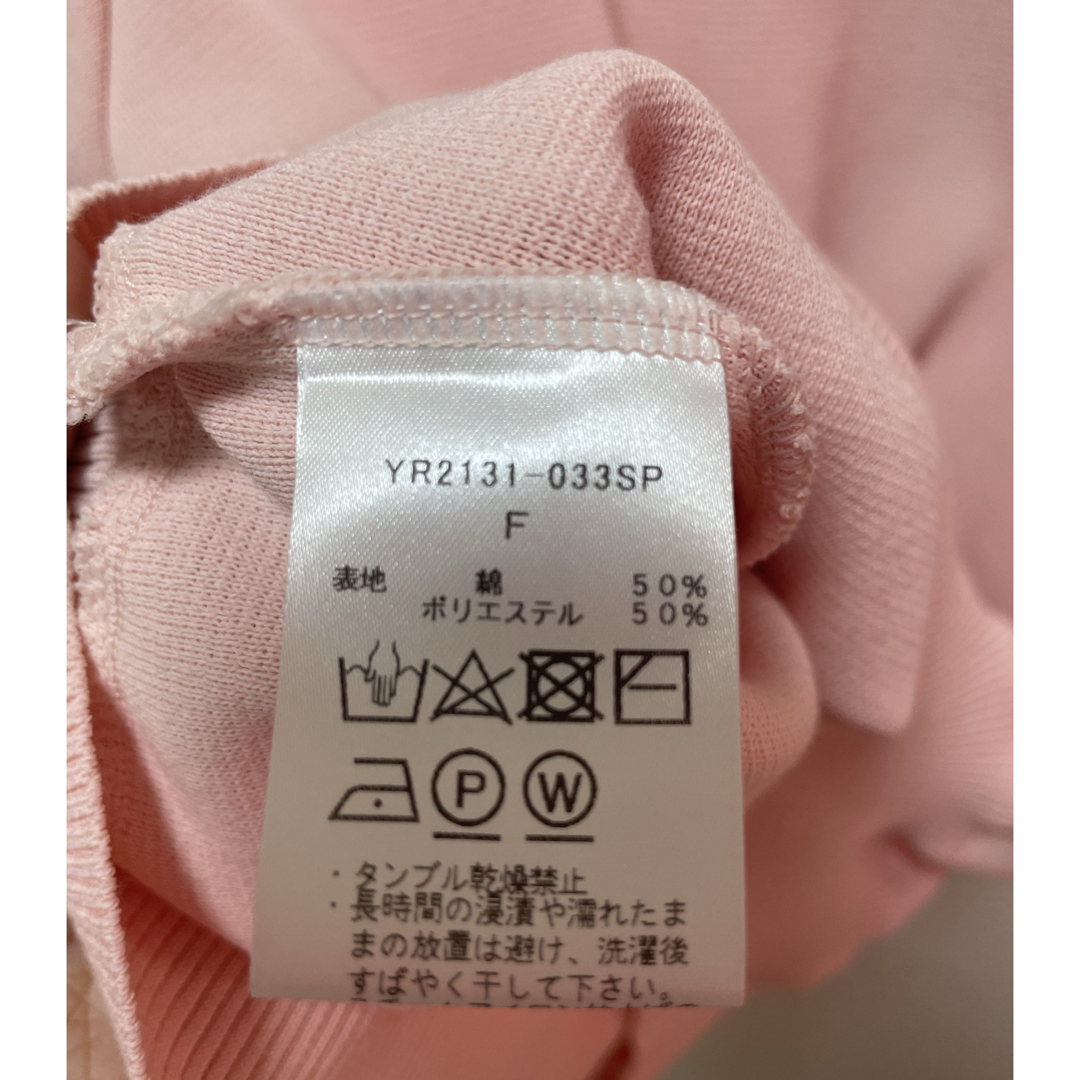 YR2131-033SP
F
表地 綿 50%
ポリエステル 50%
P W
・タンブル乾燥禁止
・長時間の浸漬や濡れたま
まの放置は避け、洗濯後
すばやく干して下さい。